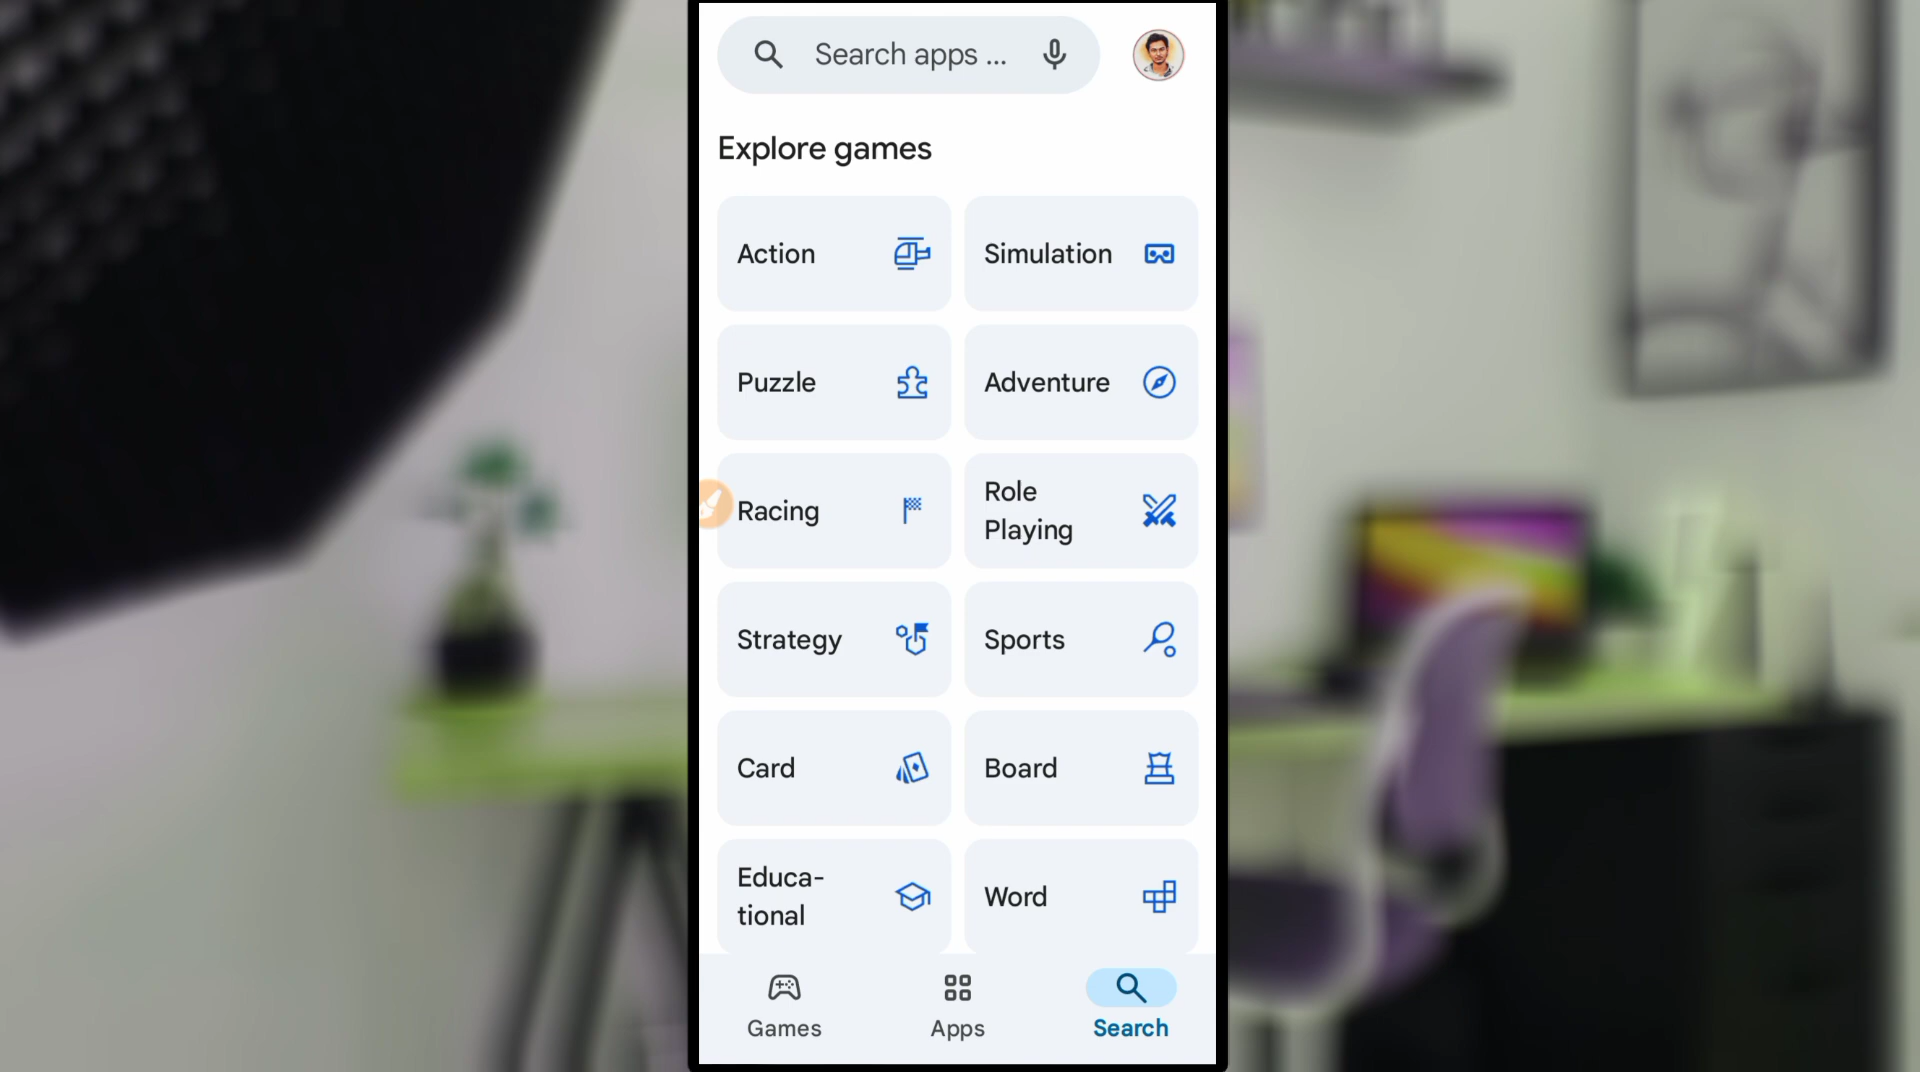 Search apps ...
Explore games
Action
Simulation
Puzzle
Adventure
Racing
Role
Playing
Strategy
Sports
Card
Board
Educa-
tional
Word
Games
Apps
Search